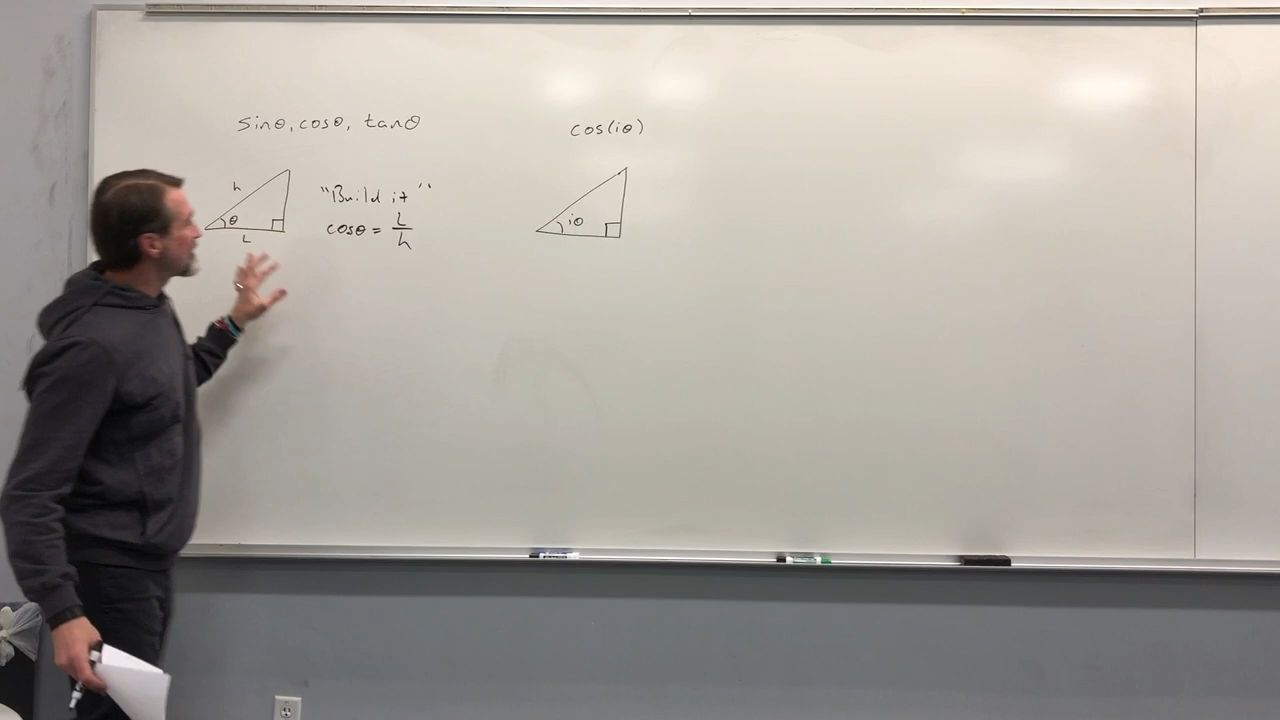 sinθ, cosθ, tanθ
h
θ
L
"Build it"
cosθ = L/h
cos(iθ)
iθ